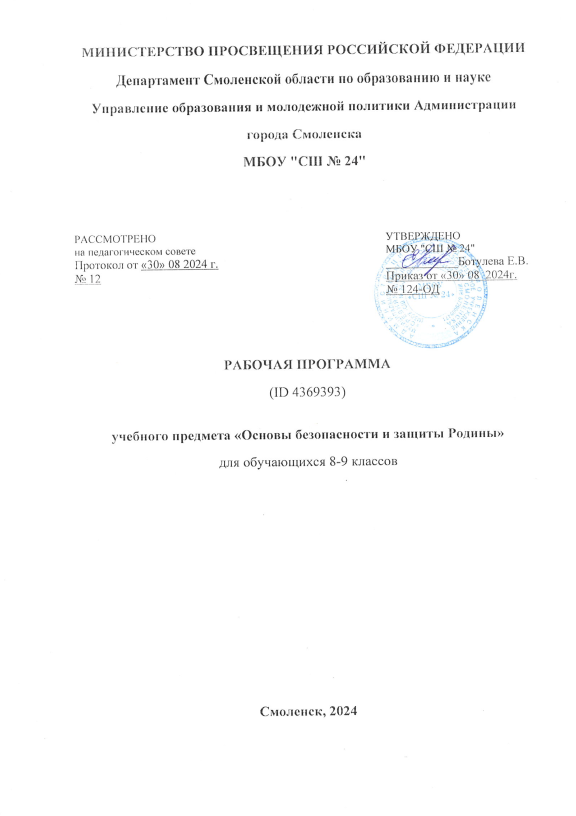 МИНИСТЕРСТВО ПРОСВЕЩЕНИЯ РОССИЙСКОЙ ФЕДЕРАЦИИ
Департамент Смоленской области по образованию и науке
Управление образования и молодежной политики Администрации
города Смоленска
МБОУ "СШ № 24"
РАССМОТРЕНО
на педагогическом совете
Протокол от «30» 08 2024 г.
№ 12
УТВЕРЖДЕНО
МБОУ "СШ № 24"
Ботулева Е.В.
Приказ от «30» 08 2024г.
№ 124-ОД
РАБОЧАЯ ПРОГРАММА
(ID 4369393)
учебного предмета «Основы безопасности и защиты Родины»
для обучающихся 8-9 классов
Смоленск, 2024